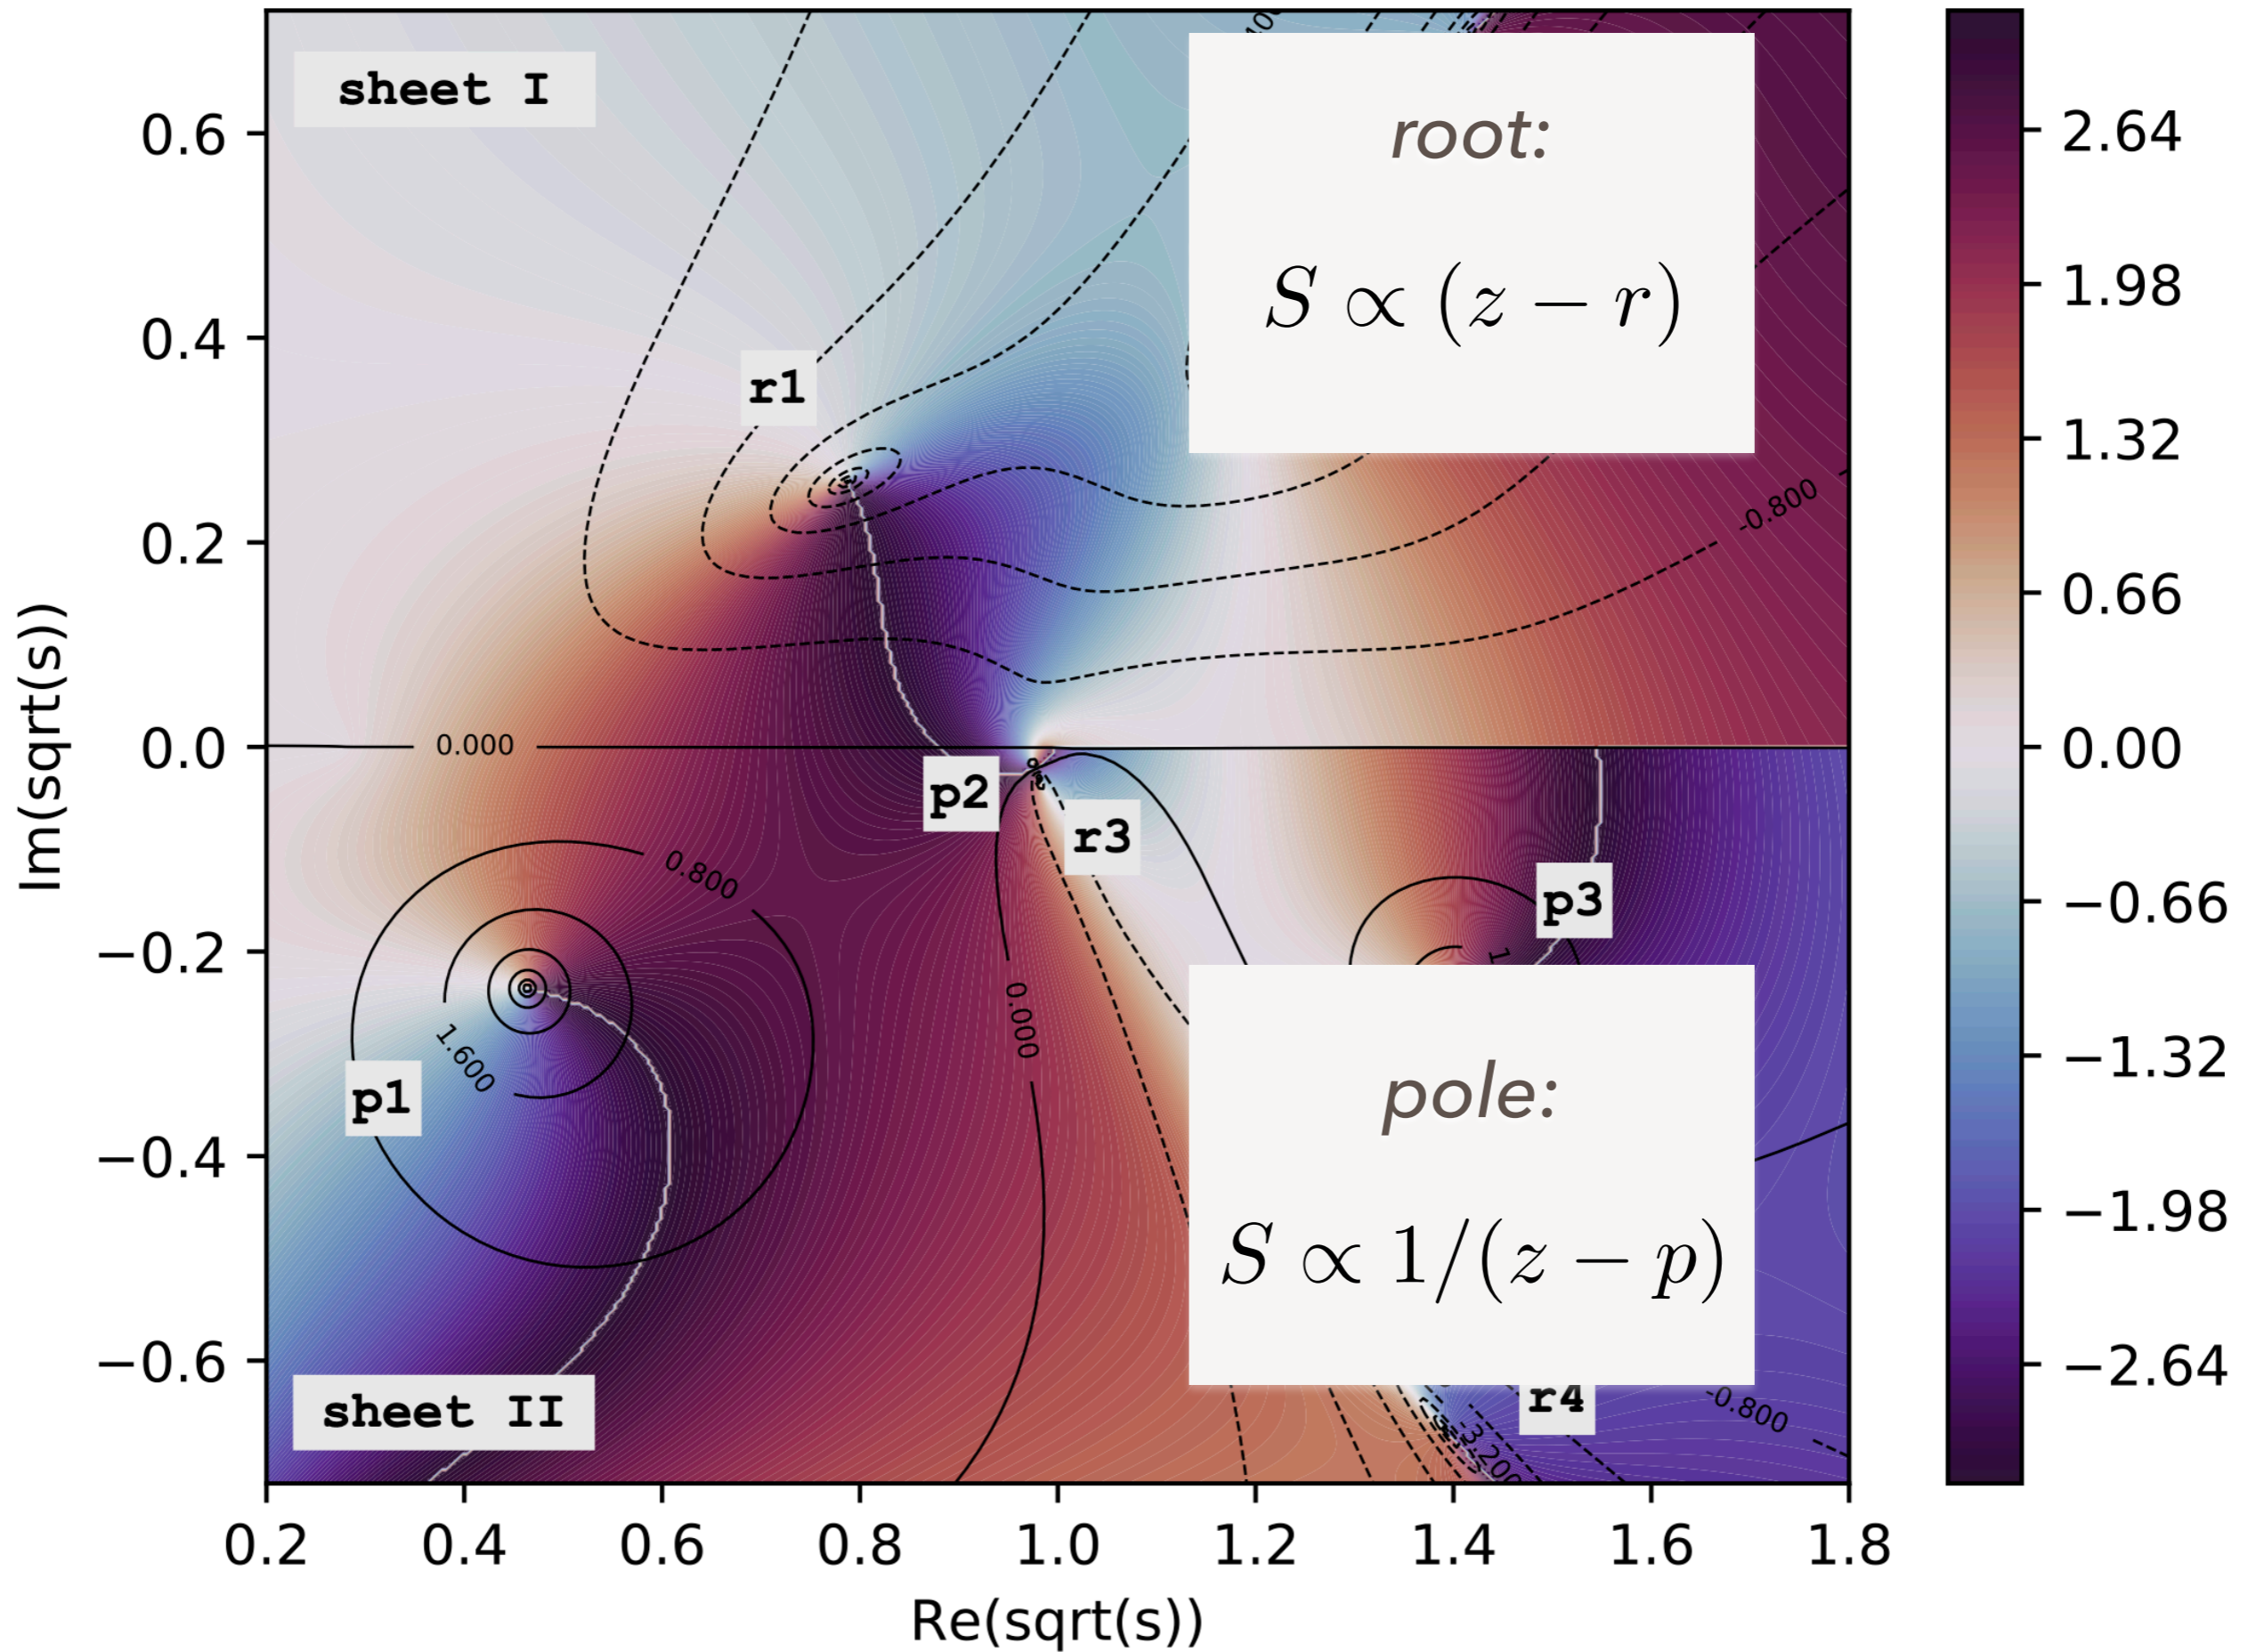 sheet I
root:
S ∝ (z − r)
r1
-0.800
0.000
p2
r3
0.800
p3
1
0.000
1.600
p1
pole:
S ∝ 1/(z − p)
r4
-0.800
3.200
sheet II
0.6
0.4
0.2
0.0
−0.2
−0.4
−0.6
Im(sqrt(s))
0.2 0.4 0.6 0.8 1.0 1.2 1.4 1.6 1.8
Re(sqrt(s))
2.64
1.98
1.32
0.66
0.00
−0.66
−1.32
−1.98
−2.64